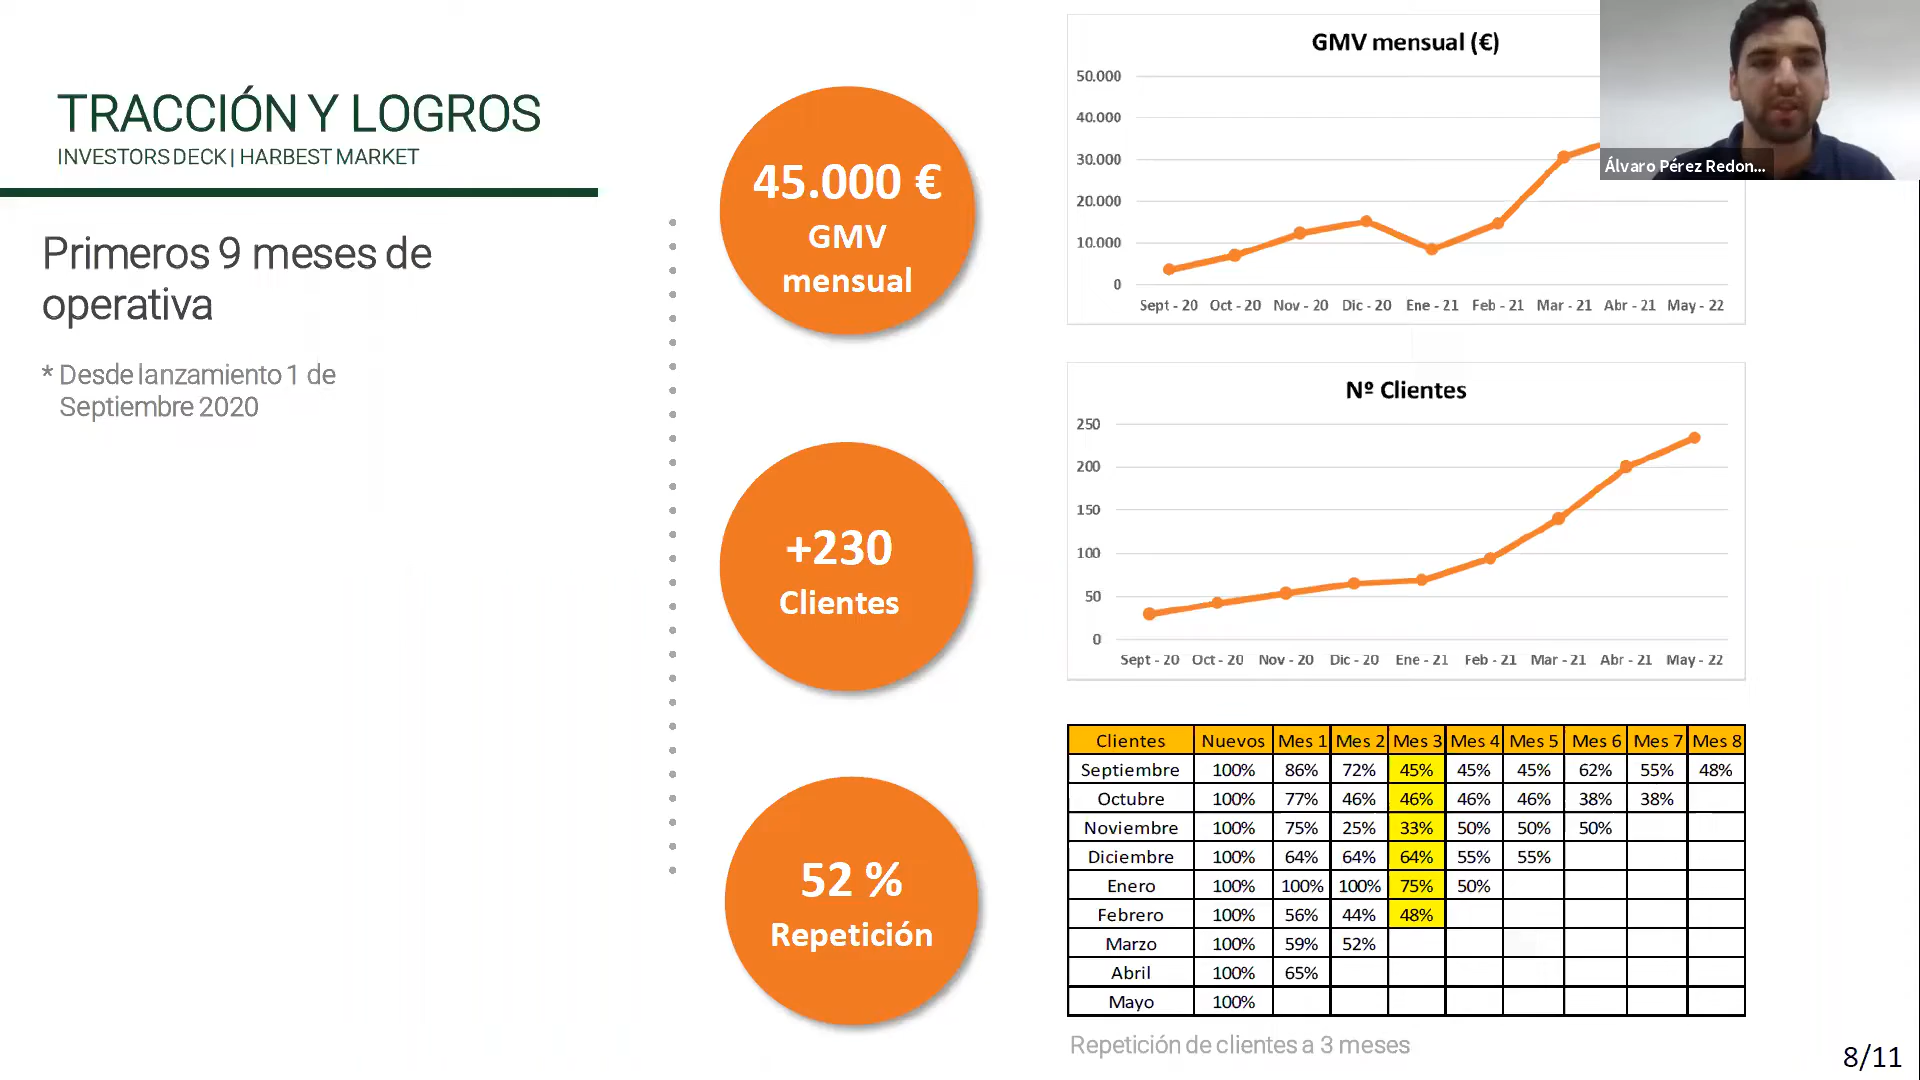 TRACCIÓN Y LOGROS
INVESTORS DECK | HARBEST MARKET
Primeros 9 meses de
operativa
* Desde lanzamiento 1 de
Septiembre 2020
45.000 €
GMV
mensual
+230
Clientes
52 %
Repetición
GMV mensual (€)
50.000
40.000
30.000
20.000
10.000
0
Sept - 20 Oct - 20 Nov - 20 Dic - 20 Ene - 21 Feb - 21 Mar - 21 Abr - 21 May - 22
Álvaro Pérez Redon...
Nº Clientes
250
200
150
100
50
0
Sept - 20 Oct - 20 Nov - 20 Dic - 20 Ene - 21 Feb - 21 Mar - 21 Abr - 21 May - 22
Clientes Nuevos Mes 1 Mes 2 Mes 3 Mes 4 Mes 5 Mes 6 Mes 7 Mes 8
Septiembre 100% 86% 72% 45% 45% 45% 62% 55% 48%
Octubre 100% 77% 46% 46% 46% 46% 38% 38%
Noviembre 100% 75% 25% 33% 50% 50% 50%
Diciembre 100% 64% 64% 64% 55% 55%
Enero 100% 100% 100% 75% 50%
Febrero 100% 56% 44% 48%
Marzo 100% 59% 52%
Abril 100% 65%
Mayo 100%
Repetición de clientes a 3 meses
8/11